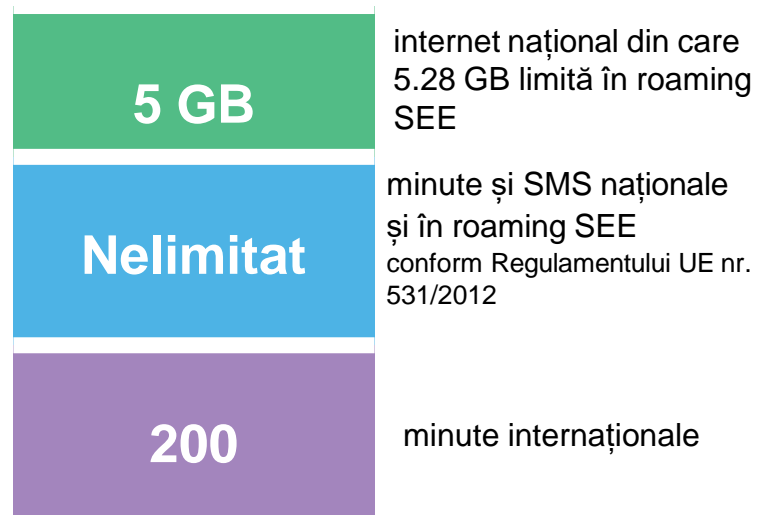 5 GB
internet național din care
5.28 GB limită în roaming
SEE
Nelimitat
minute și SMS naționale
și în roaming SEE
conform Regulamentului UE nr.
531/2012
200
minute internaționale